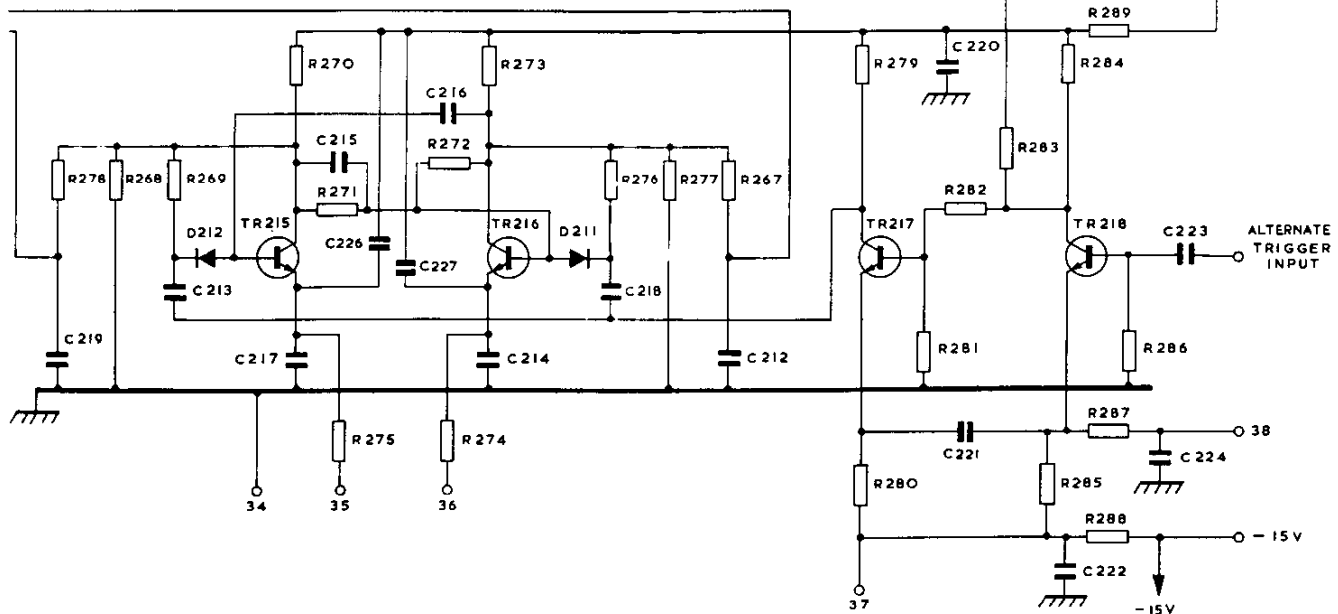 R289
R270
R273
R279
C220
R284
C216
C215
R272
R283
R278
R268
R269
R271
R276
R277
R267
R282
D212
TR215
TR216
D211
TR217
TR218
C223
ALTERNATE
TRIGGER
INPUT
C226
C227
C213
C218
C219
C217
C214
C212
R281
R286
R275
R274
R287
38
C221
C224
34
35
36
R280
R285
R288
-15V
C222
37
-15V